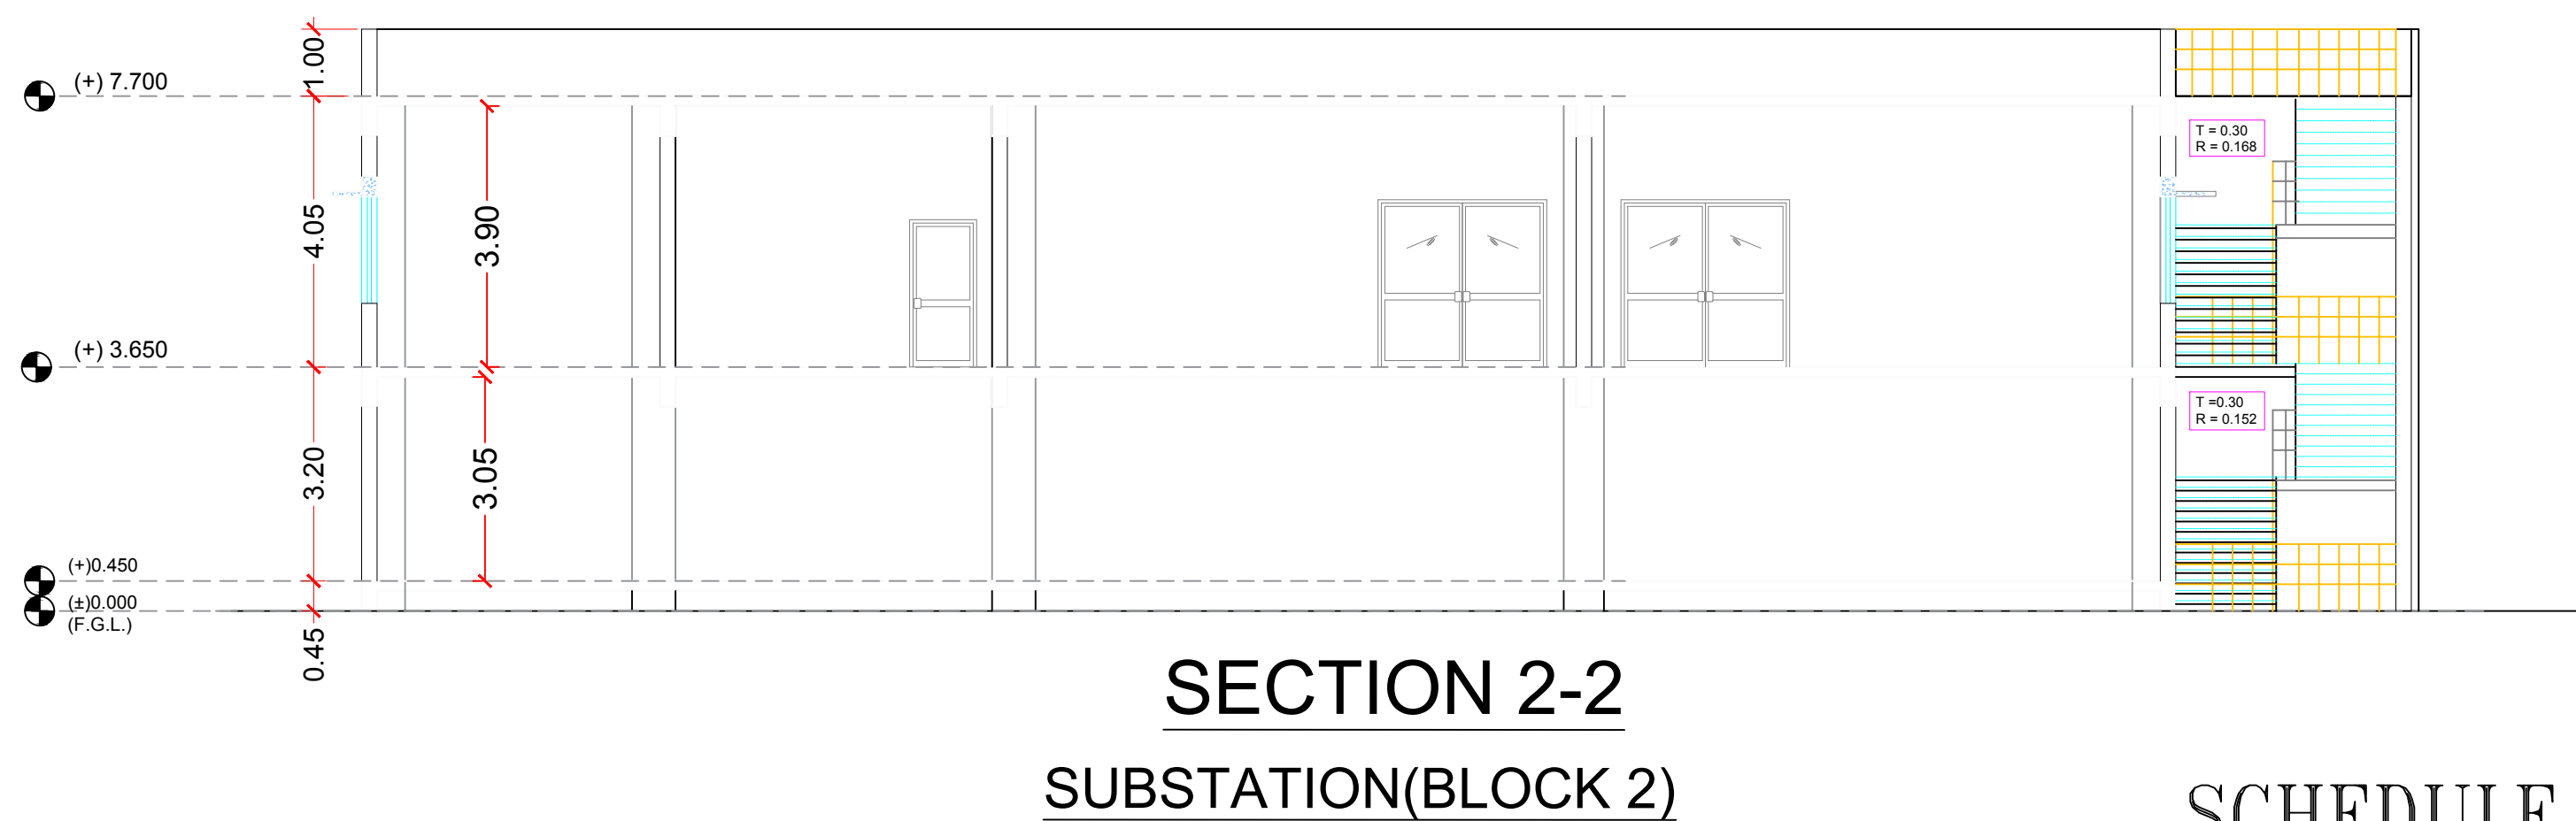 1.00
(+) 7.700
T = 0.30
R = 0.168
4.05
3.90
(+) 3.650
T =0.30
R = 0.152
3.20
3.05
(+)0.450
(±)0.000
(F.G.L.)
0.45
SECTION 2-2
SUBSTATION(BLOCK 2)
SCHEDULE